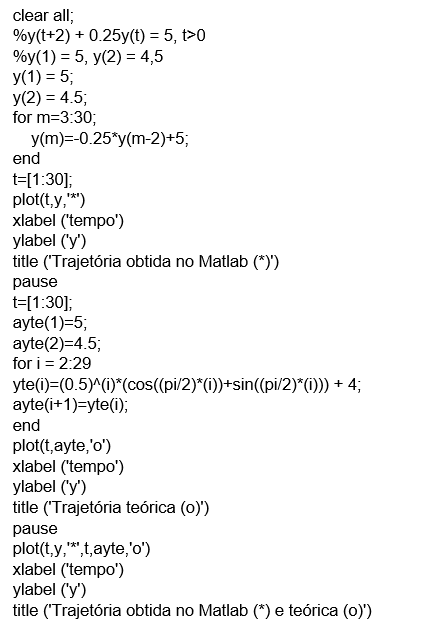 clear all;
%y(t+2) + 0.25y(t) = 5, t>0
%y(1) = 5, y(2) = 4,5
y(1) = 5;
y(2) = 4.5;
for m=3:30;
y(m)=-0.25*y(m-2)+5;
end
t=[1:30];
plot(t,y,'*')
xlabel ('tempo')
ylabel ('y')
title ('Trajetória obtida no Matlab (*)')
pause
t=[1:30];
ayte(1)=5;
ayte(2)=4.5;
for i = 2:29
yte(i)=(0.5)^(i)*(cos((pi/2)*(i))+sin((pi/2)*(i))) + 4;
ayte(i+1)=yte(i);
end
plot(t,ayte,'o')
xlabel ('tempo')
ylabel ('y')
title ('Trajetória teórica (o)')
pause
plot(t,y,'*',t,ayte,'o')
xlabel ('tempo')
ylabel ('y')
title ('Trajetória obtida no Matlab (*) e teórica (o)')